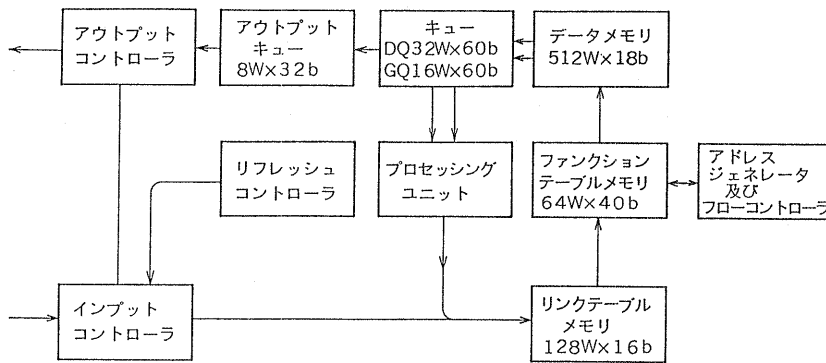 アウトプット
コントローラ
アウトプット
キュー
8W×32b
キュー
DQ32W×60b
GQ16W×60b
データメモリ
512W×18b
リフレッシュ
コントローラ
プロセッシング
ユニット
ファンクション
テーブルメモリ
64W×40b
アドレス
ジェネレータ
及び
フローコントローラ
インプット
コントローラ
リンクテーブル
メモリ
128W×16b